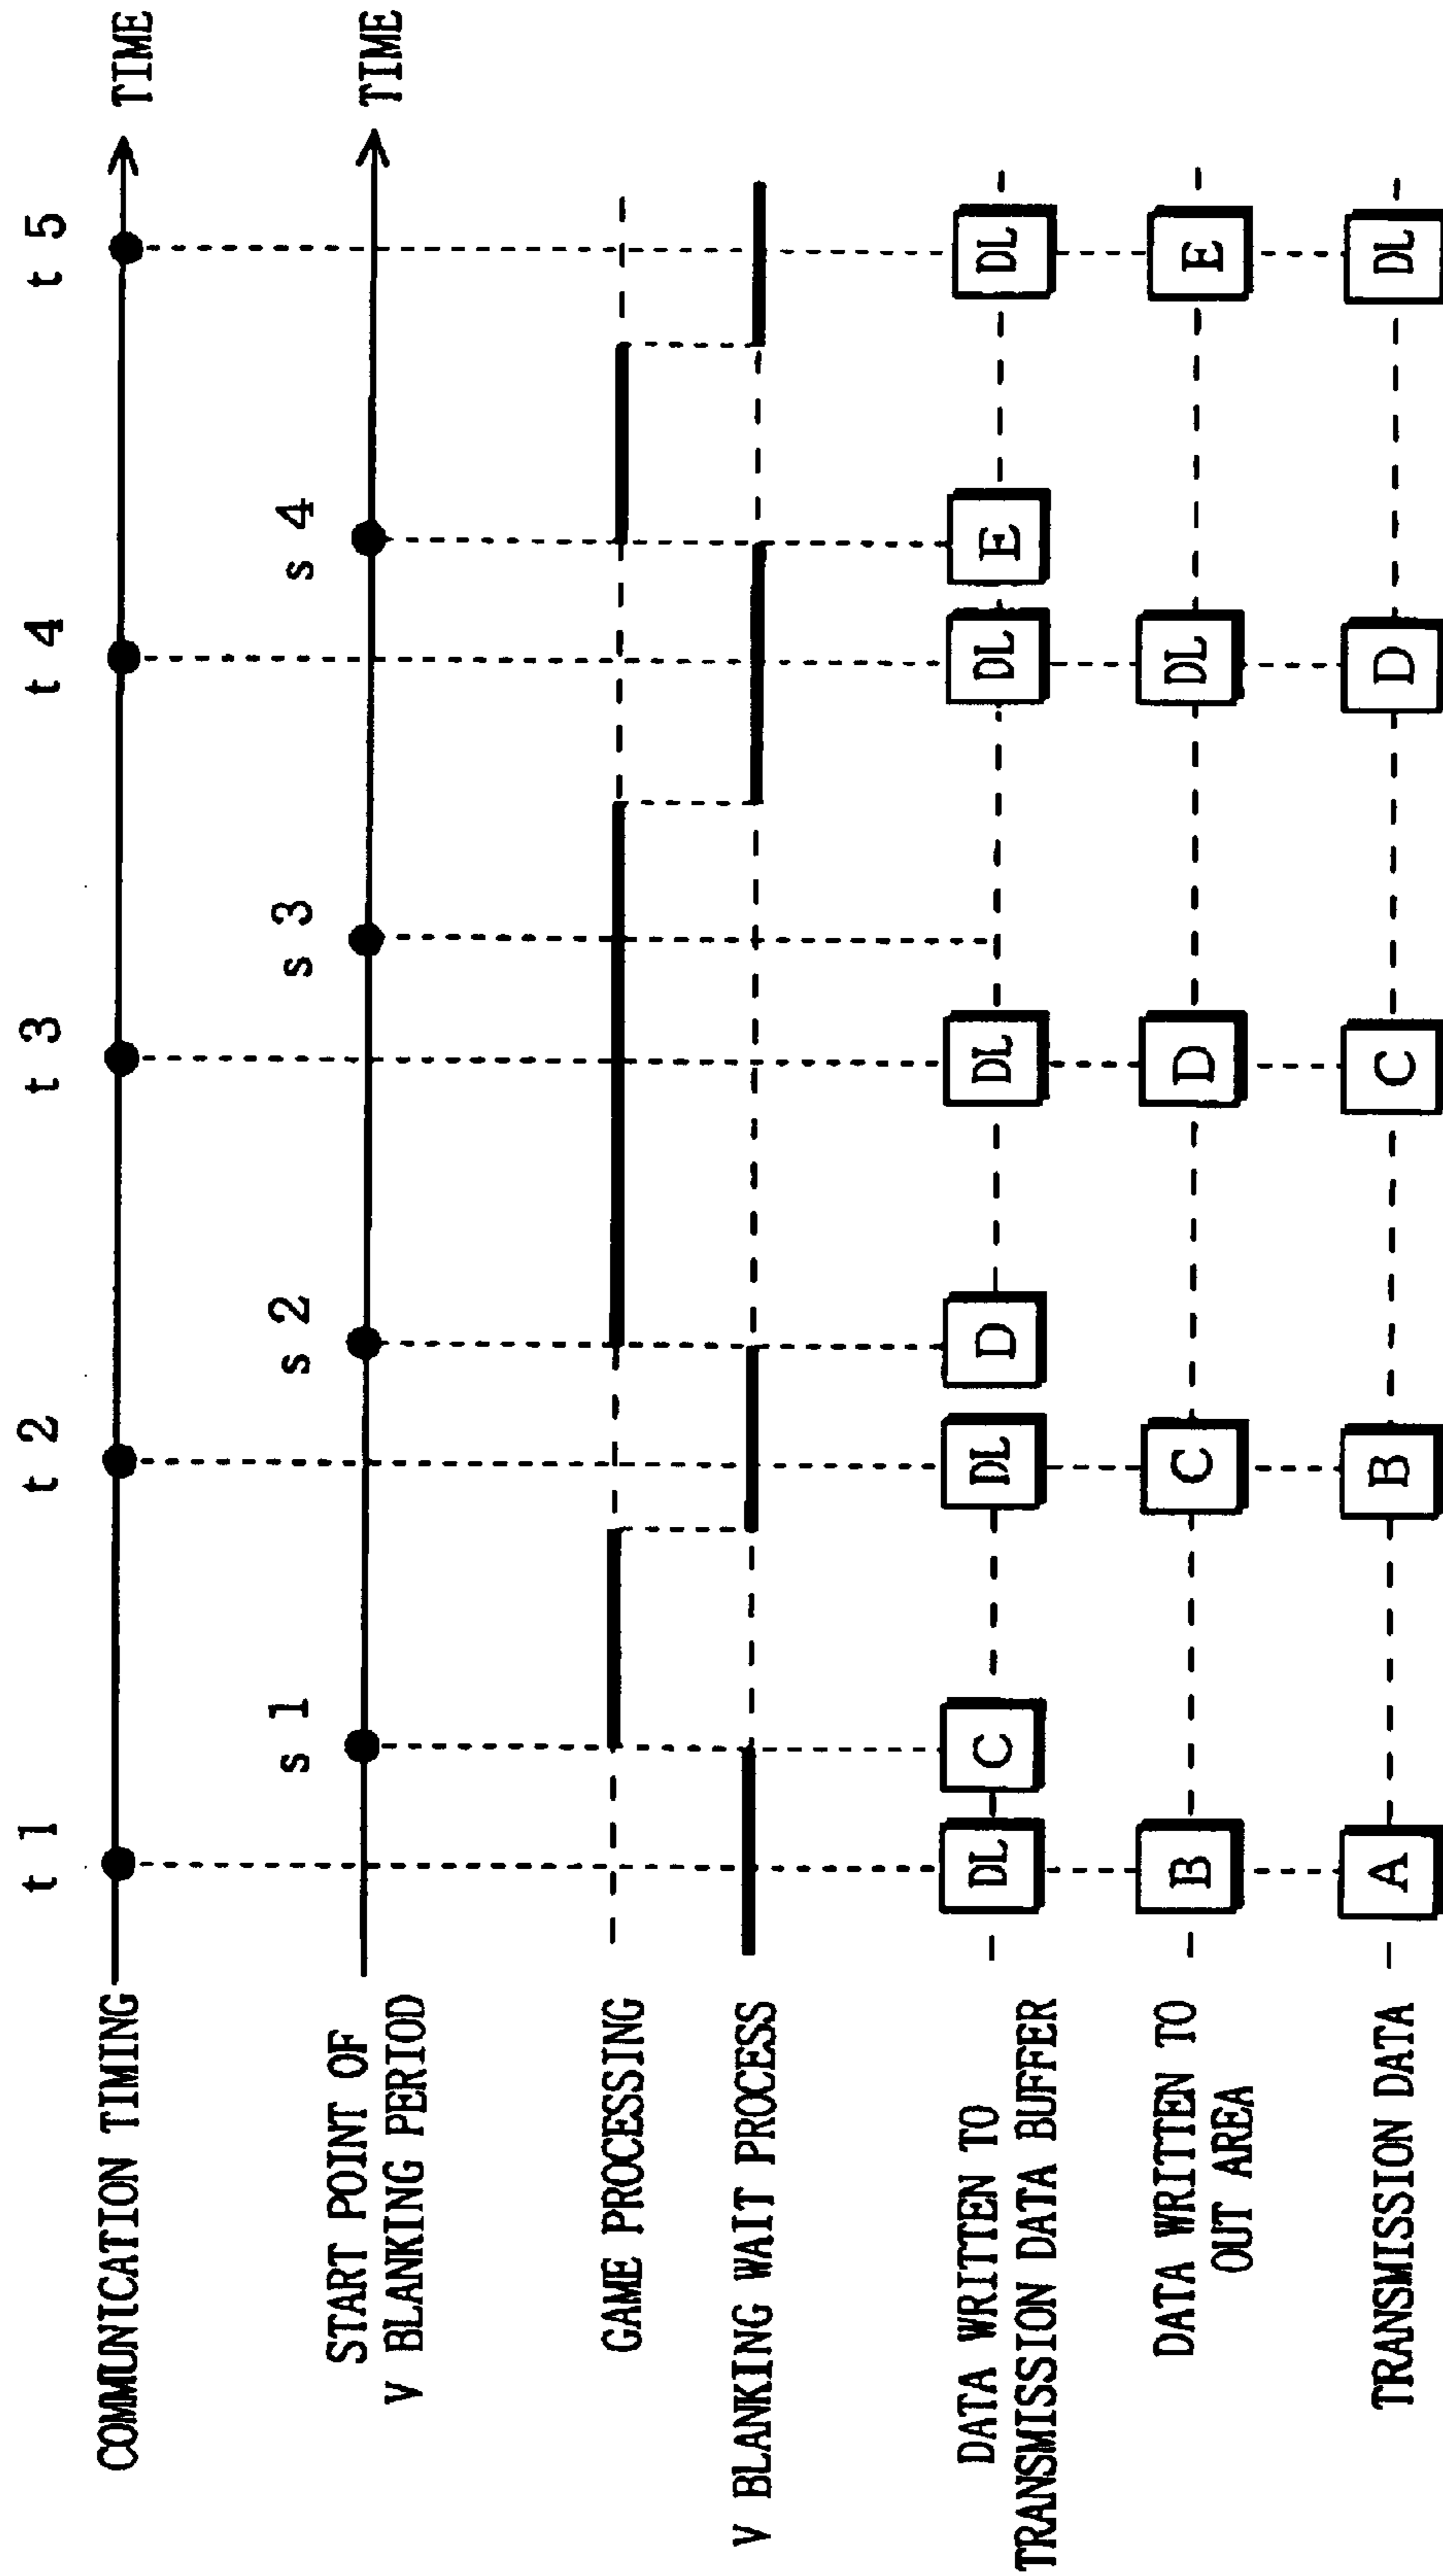 t 1 t 2 t 3 t 4 t 5
COMMUNICATION TIMING TIME
s 1 s 2 s 3 s 4
START POINT OF
V BLANKING PERIOD TIME
GAME PROCESSING
V BLANKING WAIT PROCESS
DATA WRITTEN TO
TRANSMISSION DATA BUFFER
DL C DL D DL DL E DL
DATA WRITTEN TO
OUT AREA
B C D DL E
TRANSMISSION DATA
A B C D DL